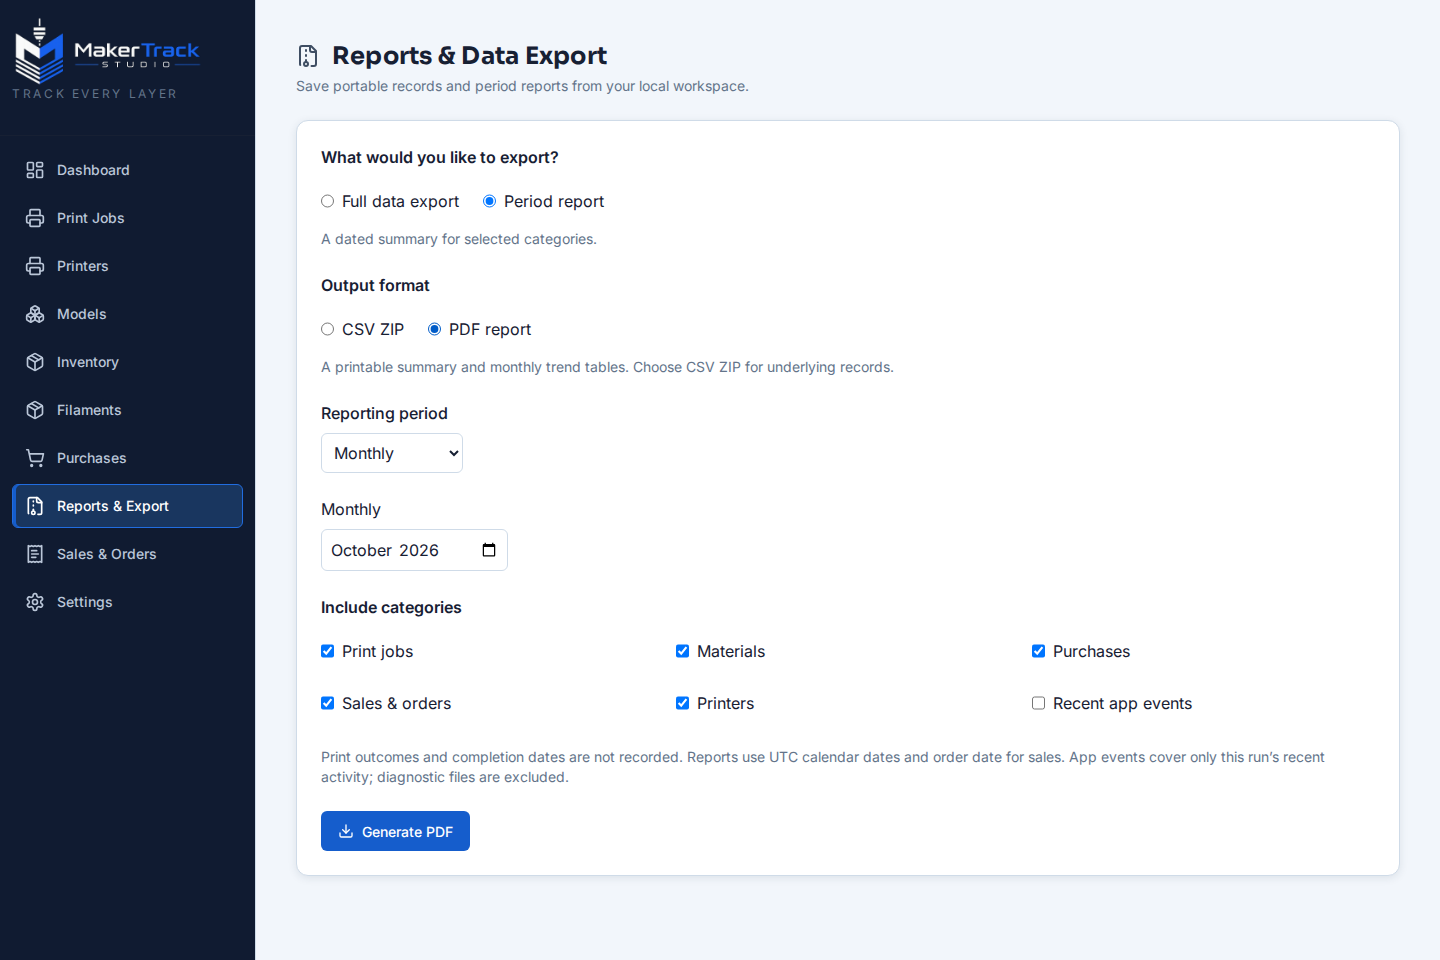 MakerTrack
STUDIO
TRACK EVERY LAYER
Dashboard
Print Jobs
Printers
Models
Inventory
Filaments
Purchases
Reports & Export
Sales & Orders
Settings
Reports & Data Export
Save portable records and period reports from your local workspace.
What would you like to export?
Full data export Period report
A dated summary for selected categories.
Output format
CSV ZIP PDF report
A printable summary and monthly trend tables. Choose CSV ZIP for underlying records.
Reporting period
Monthly
Monthly
October 2026
Include categories
Print jobs Materials Purchases
Sales & orders Printers Recent app events
Print outcomes and completion dates are not recorded. Reports use UTC calendar dates and order date for sales. App events cover only this run’s recent
activity; diagnostic files are excluded.
Generate PDF